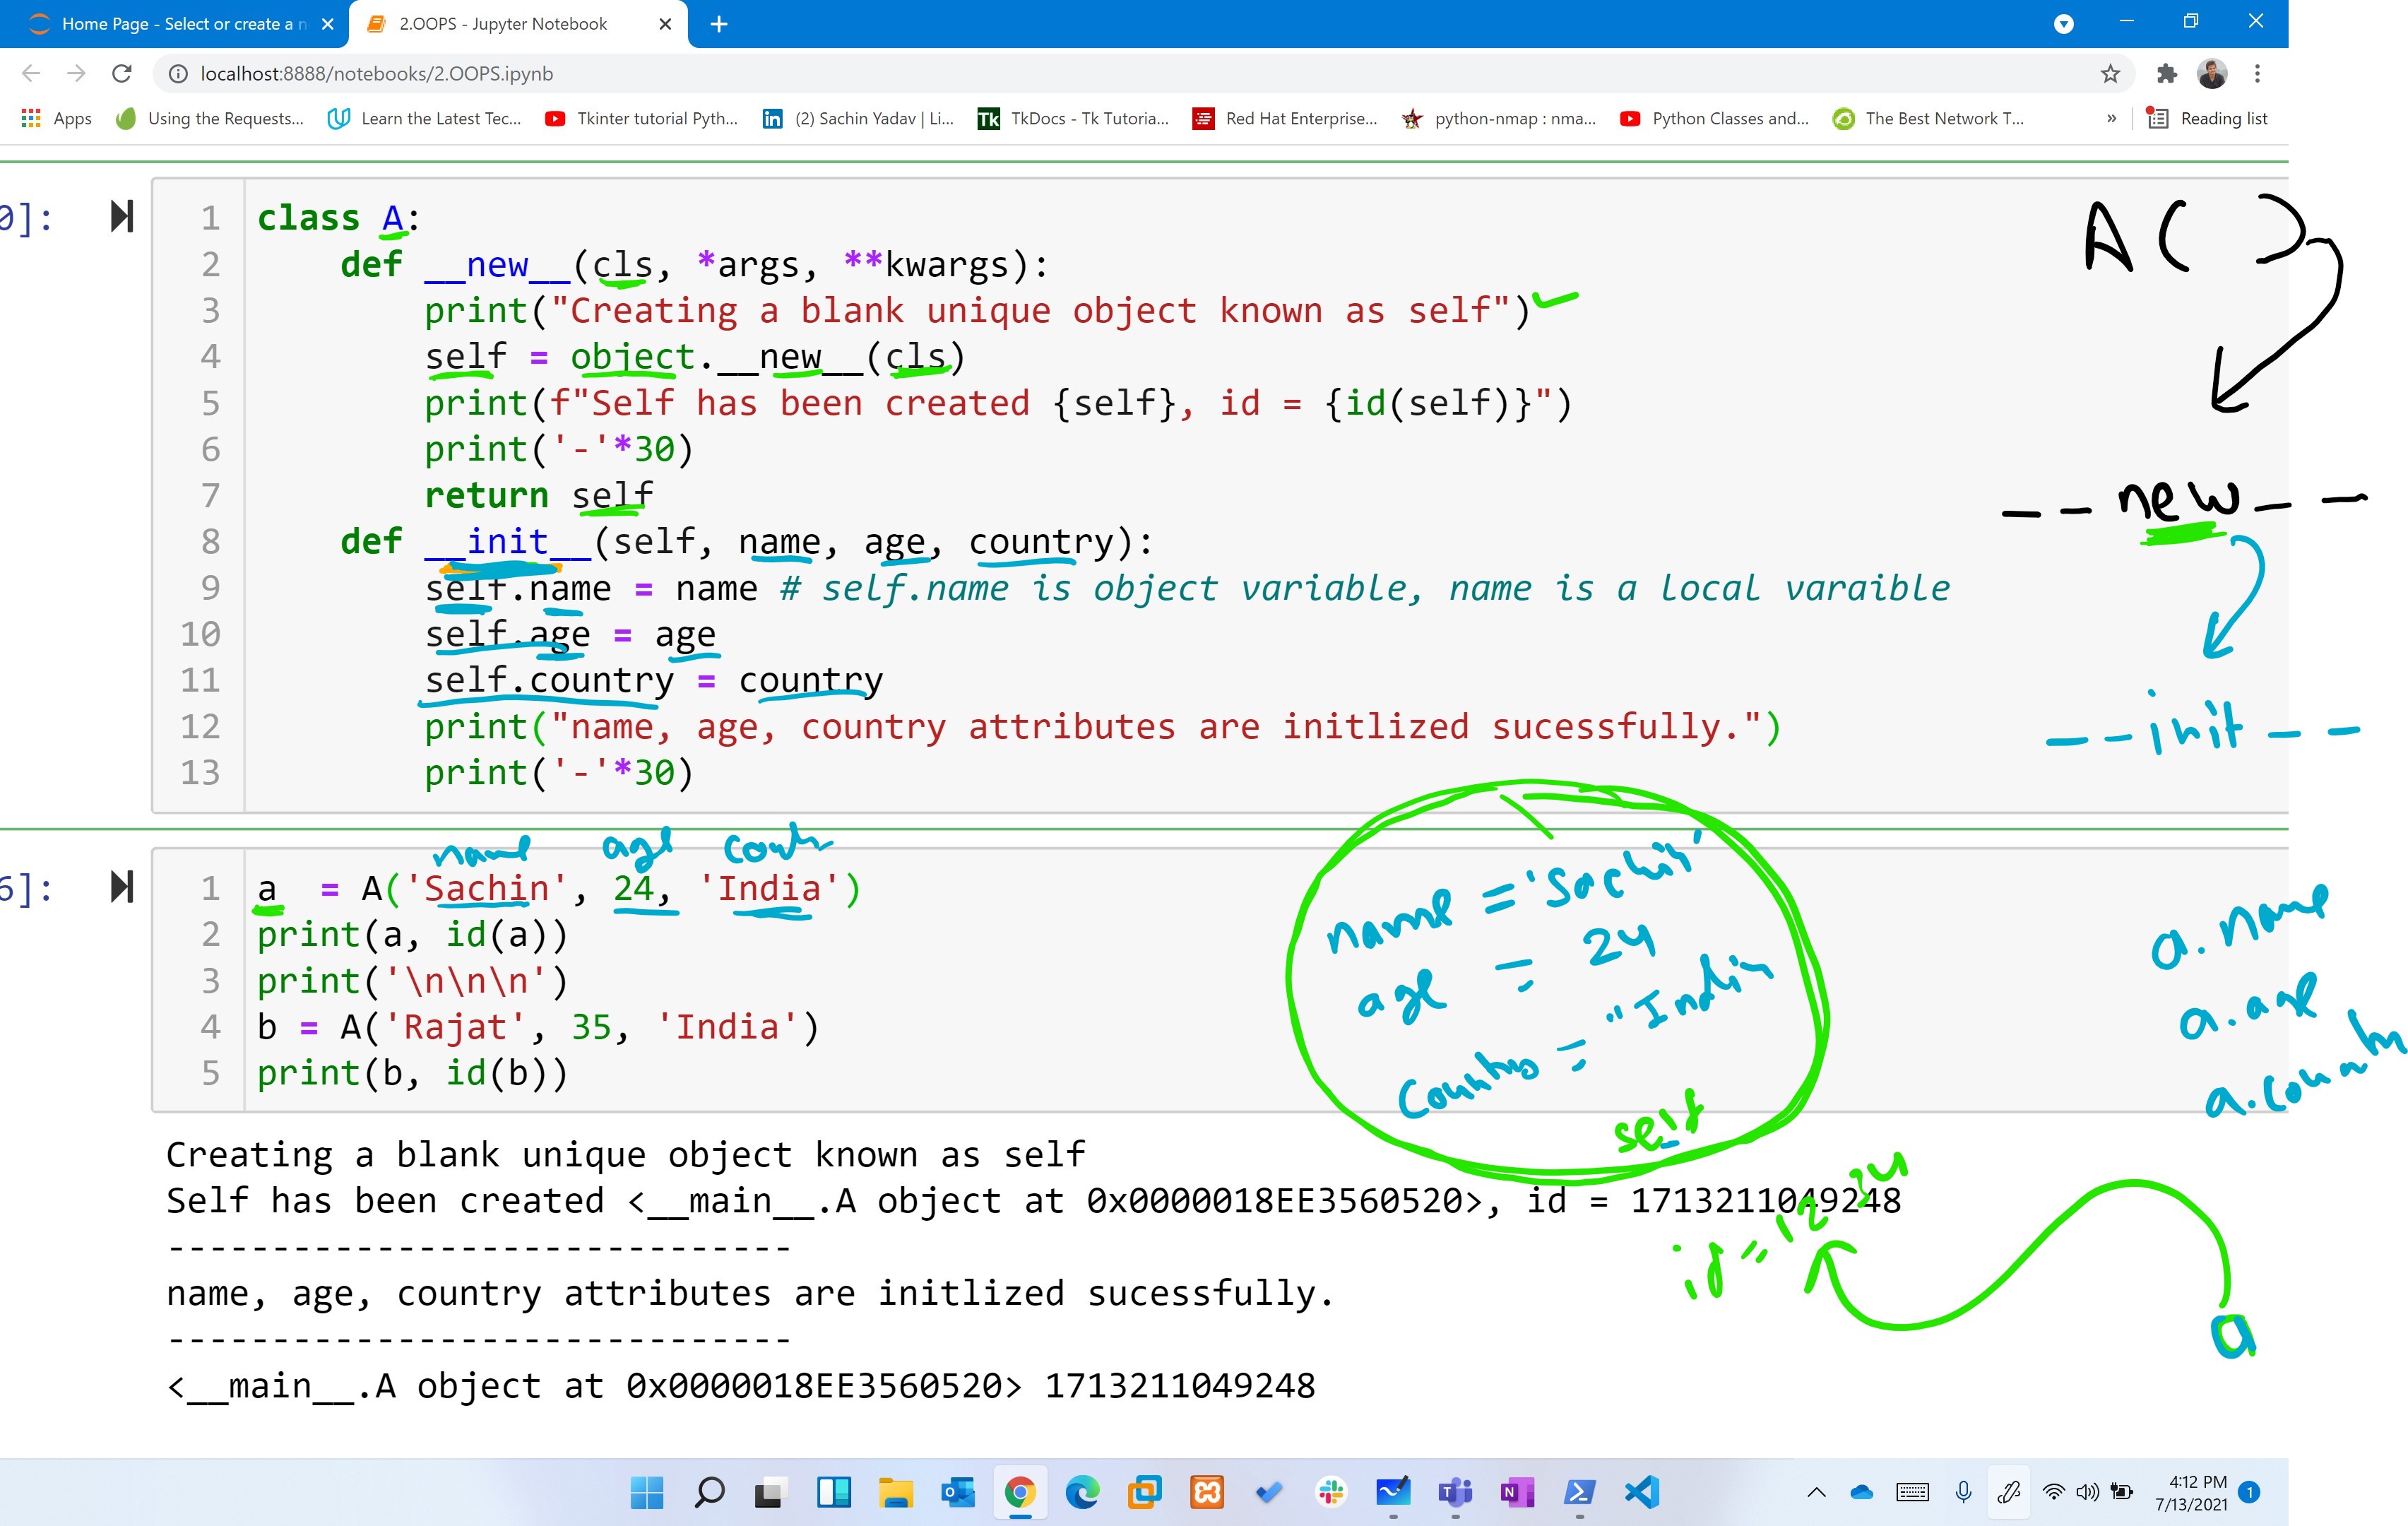 Home Page - Select or create a n
2.OOPS - Jupyter Notebook
localhost:8888/notebooks/2.OOPS.ipynb
Apps
Using the Requests...
Learn the Latest Tec...
Tkinter tutorial Pyth...
(2) Sachin Yadav | Li...
TkDocs - Tk Tutoria...
Red Hat Enterprise...
python-nmap : nma...
Python Classes and...
The Best Network T...
»
Reading list
0]:
1 class A:
2     def __new__(cls, *args, **kwargs):
3         print("Creating a blank unique object known as self")
4         self = object.__new__(cls)
5         print(f"Self has been created {self}, id = {id(self)}")
6         print('-'*30)
7         return self
8     def __init__(self, name, age, country):
9         self.name = name # self.name is object variable, name is a local varaible
10         self.age = age
11         self.country = country
12         print("name, age, country attributes are initlized sucessfully.")
13         print('-'*30)
A( )
__new__
__init__
name age
6]:
1 a  = A('Sachin', 24, 'India')
2 print(a, id(a))
3 print('\n\n\n')
4 b = A('Rajat', 35, 'India')
5 print(b, id(b))
name = 'Sachin'
age = 24
self
a.name
a.age
Creating a blank unique object known as self
Self has been created <__main__.A object at 0x0000018EE3560520>, id = 1713211049248
------------------------------
name, age, country attributes are initlized sucessfully.
------------------------------
<__main__.A object at 0x0000018EE3560520> 1713211049248
id = 1234
a
4:12 PM
7/13/2021
1